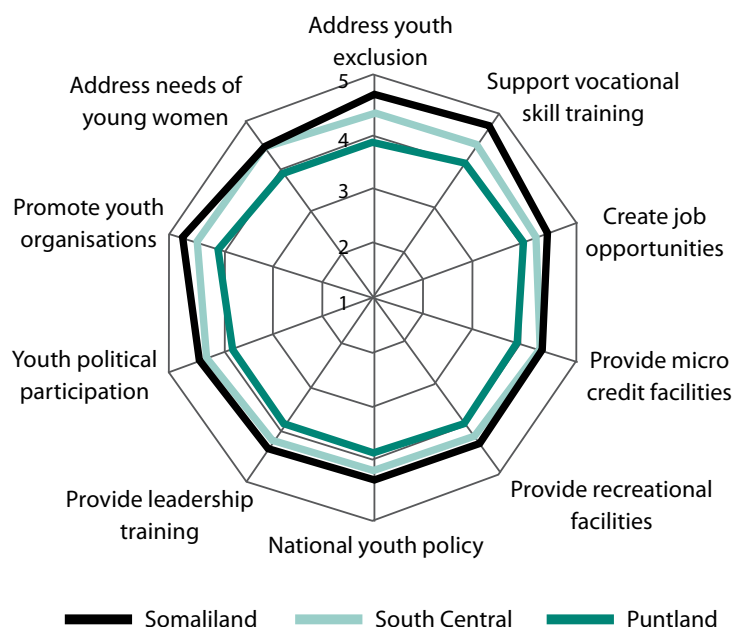 Address youth
exclusion
Support vocational
skill training
Create job
opportunities
Provide micro
credit facilities
Provide recreational
facilities
National youth policy
Provide leadership
training
Youth political
participation
Promote youth
organisations
Address needs of
young women
5
4
3
2
1
Somaliland South Central Puntland